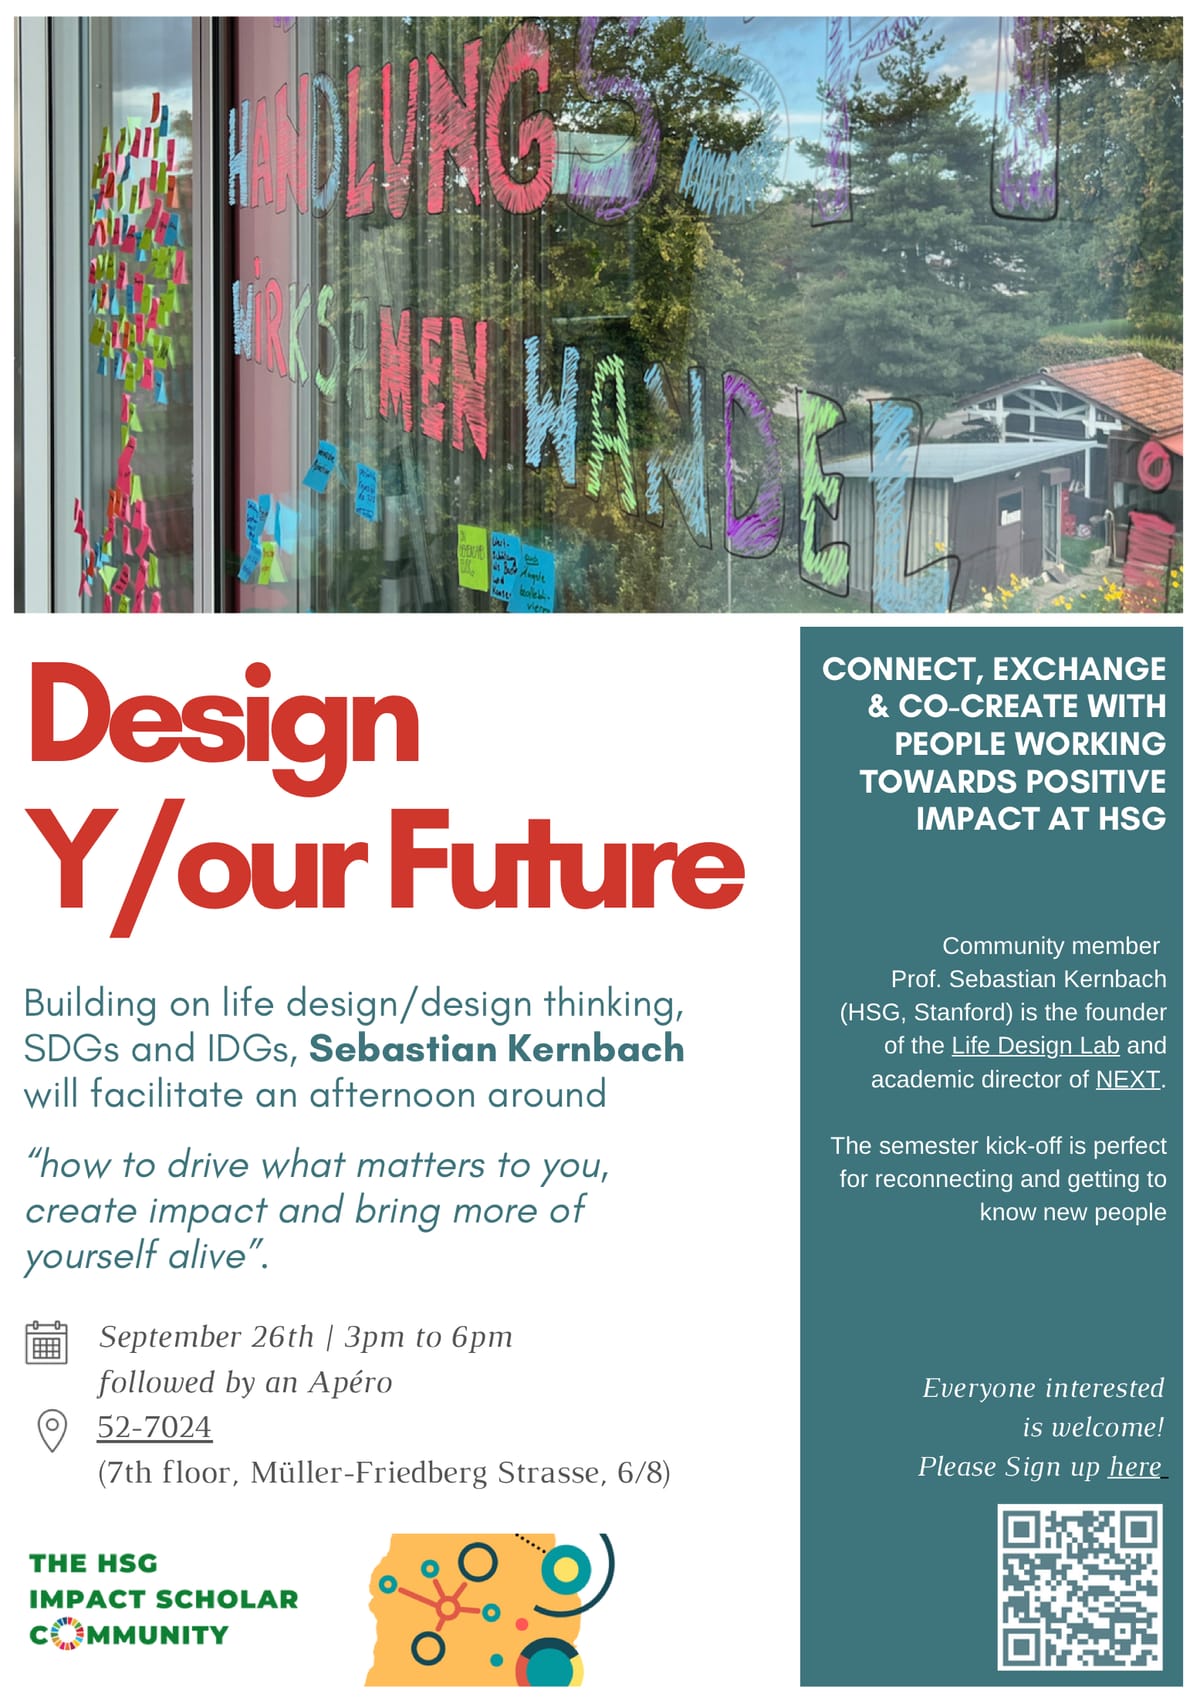 HANDLUNGS
WIRKSAMEN WANDEL
Design
Y/our Future
Building on life design/design thinking,
SDGs and IDGs, Sebastian Kernbach
will facilitate an afternoon around
“how to drive what matters to you,
create impact and bring more of
yourself alive”.
September 26th | 3pm to 6pm
followed by an Apéro
52-7024
(7th floor, Müller-Friedberg Strasse, 6/8)
THE HSG
IMPACT SCHOLAR
COMMUNITY
CONNECT, EXCHANGE
& CO-CREATE WITH
PEOPLE WORKING
TOWARDS POSITIVE
IMPACT AT HSG
Community member
Prof. Sebastian Kernbach
(HSG, Stanford) is the founder
of the Life Design Lab and
academic director of NEXT.
The semester kick-off is perfect
for reconnecting and getting to
know new people
Everyone interested
is welcome!
Please Sign up here